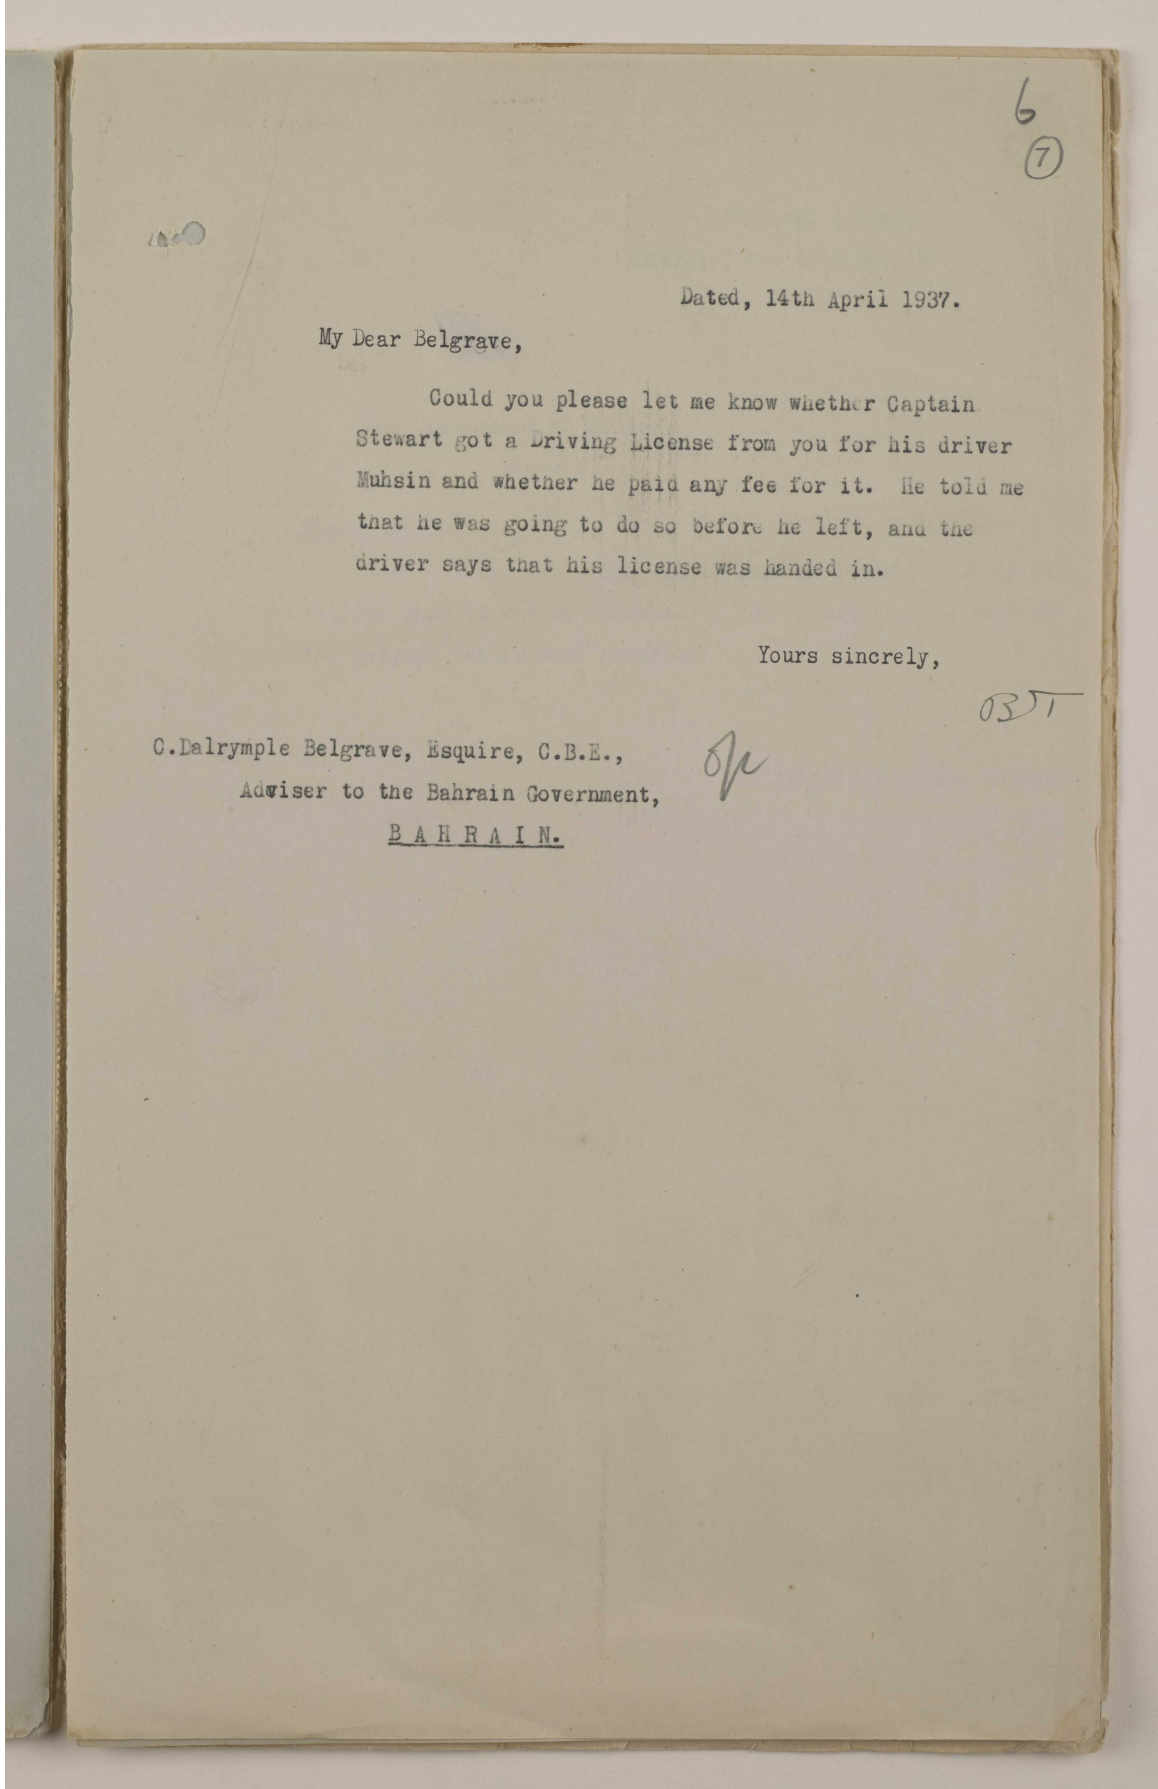 6
7
Dated, 14th April 1937.
My Dear Belgrave,
Could you please let me know whether Captain
Stewart got a Driving License from you for his driver
Muhsin and whether he paid any fee for it. He told me
that he was going to do so before he left, and the
driver says that his license was handed in.
Yours sincrely,
C.Dalrymple Belgrave, Esquire, C.B.E.,
Adviser to the Bahrain Government,
B A H R A I N.